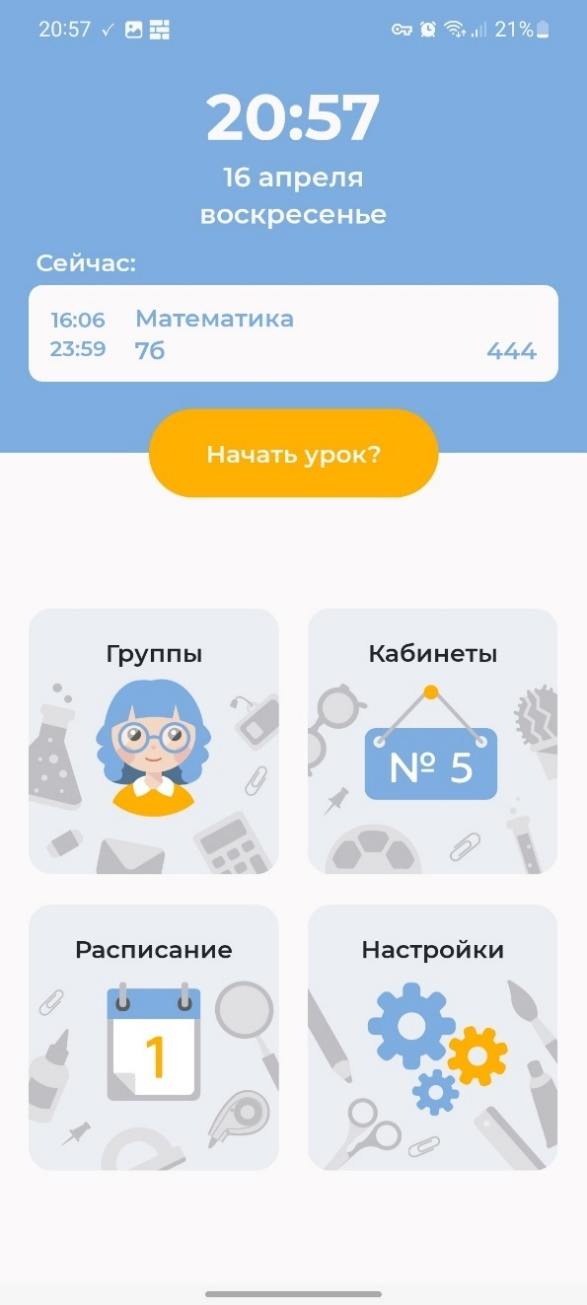 20:57 21%
20:57
16 апреля
воскресенье
Сейчас:
16:06 Математика
23:59 7б 444
Начать урок?
Группы
Кабинеты
№ 5
Расписание
Настройки
1